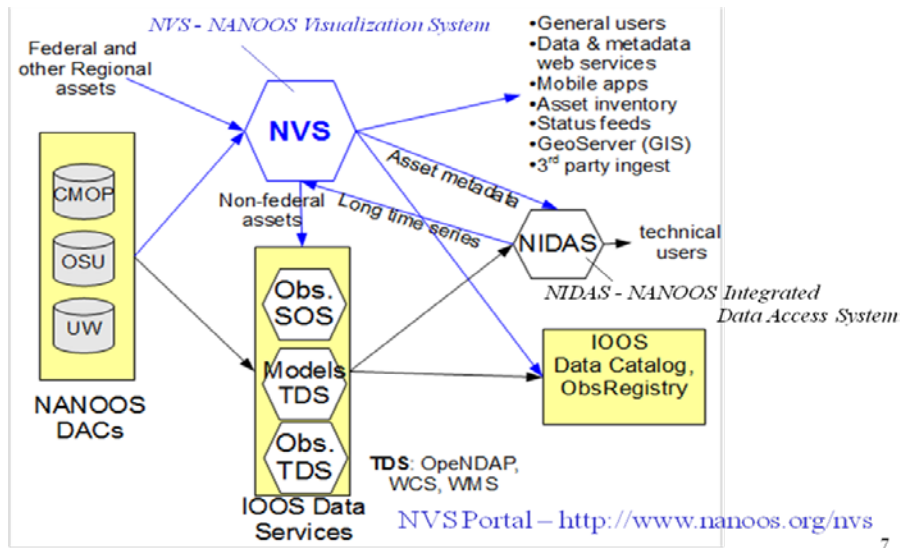 NVS - NANOOS Visualization System
Federal and
other Regional
assets
NVS
•General users
•Data & metadata
web services
•Mobile apps
•Asset inventory
•Status feeds
•GeoServer (GIS)
•3rd party ingest
CMOP
OSU
UW
NANOOS
DACs
Non-federal
assets
Asset metadata
Long time series
NIDAS
technical
users
NIDAS - NANOOS Integrated
Data Access System
Obs.
SOS
Models
TDS
Obs.
TDS
IOOS Data
Services
IOOS
Data Catalog,
ObsRegistry
TDS: OpeNDAP,
WCS, WMS
NVS Portal – http://www.nanoos.org/nvs
7